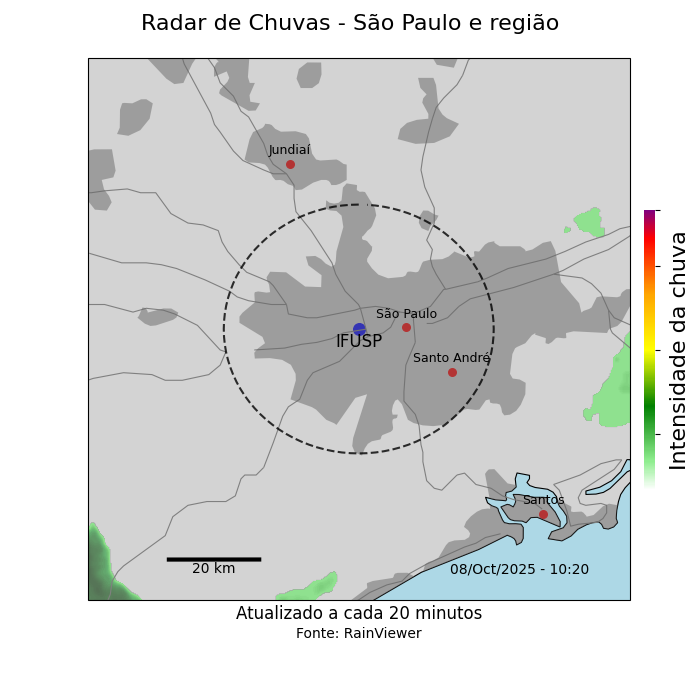 Radar de Chuvas - São Paulo e região
Jundiaí
São Paulo
IFUSP
Santo André
Santos
20 km
08/Oct/2025 - 10:20
Intensidade da chuva
Atualizado a cada 20 minutos
Fonte: RainViewer